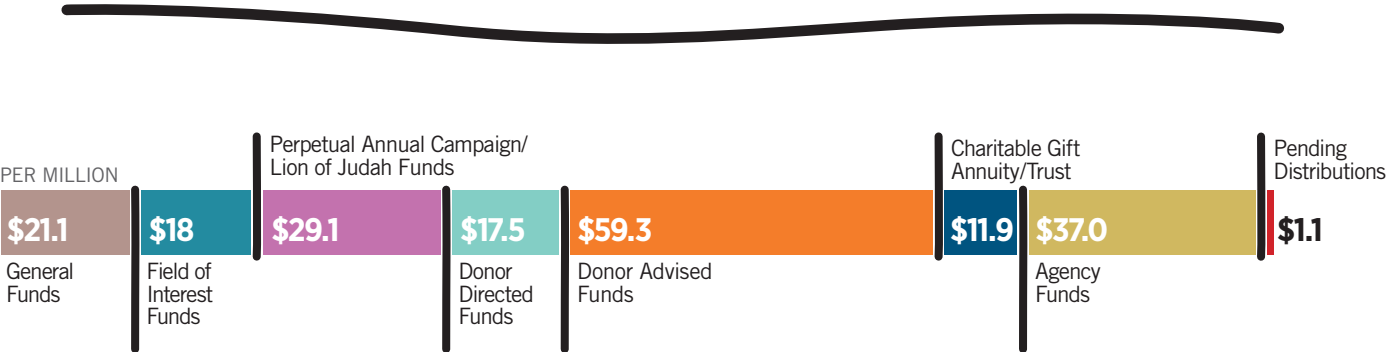 PER MILLION
$21.1
General
Funds
$18
Field of
Interest
Funds
Perpetual Annual Campaign/
Lion of Judah Funds
$29.1
$17.5
Donor
Directed
Funds
$59.3
Donor Advised
Funds
Charitable Gift
Annuity/Trust
$11.9
$37.0
Agency
Funds
Pending
Distributions
$1.1